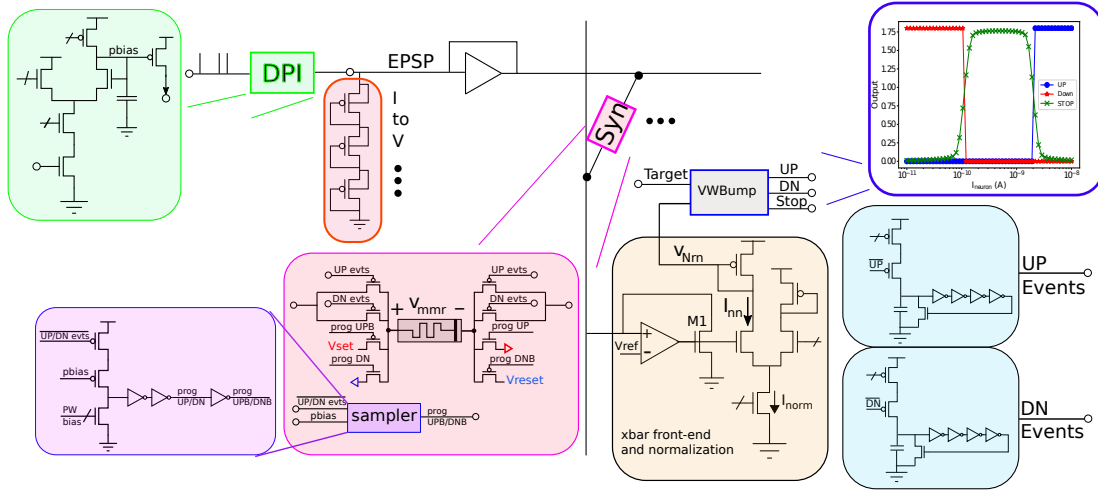 pbias
DPI
EPSP
I
to
V
Syn
Target
VWBump
UP
DN
Stop
Output
1.75
1.50
1.25
1.00
0.75
0.50
0.25
0.00
UP
Down
STOP
10⁻¹¹
10⁻¹⁰
10⁻⁹
10⁻⁸
I_neuron (A)
UP evts
DN evts
prog UPB
Vset
prog DN
+ V_mmr −
UP evts
DN evts
prog UP
prog DNB
Vreset
UP/DN evts
pbias
sampler
prog
UPB/DNB
UP/DN evts
pbias
PW
bias
prog
UP/DN
prog
UPB/DNB
V_Nrn
I_nn
M1
+
Vref
−
I_norm
xbar front-end
and normalization
UP
UP
Events
DN
DN
Events